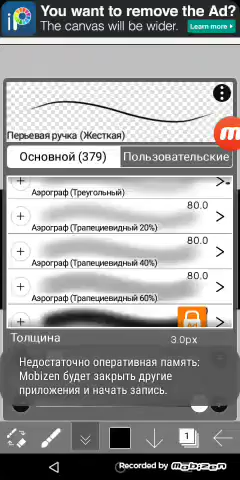 You want to remove the Ad?
The canvas will be wider.
Learn more ›
Перьевая ручка (Жесткая)
Основной (379)
Пользовательские
Аэрограф (Треугольный)
80.0
Аэрограф (Трапециевидный 20%)
80.0
Аэрограф (Трапециевидный 40%)
80.0
Аэрограф (Трапециевидный 60%)
Ad
Толщина
3.0px
Недостаточно оперативная память:
Mobizen будет закрыть другие
приложения и начать запись.
1
Recorded by Mobizen